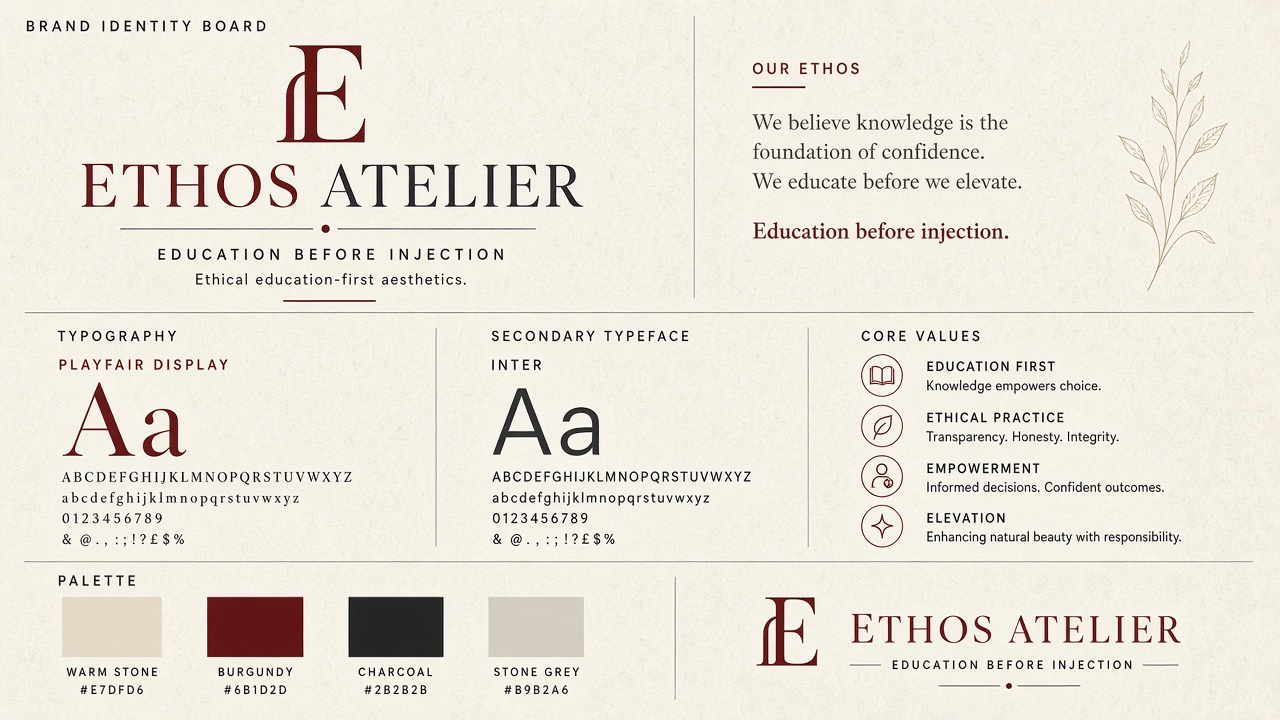 BRAND IDENTITY BOARD
E
ETHOS ATELIER
EDUCATION BEFORE INJECTION
Ethical education-first aesthetics.
OUR ETHOS
We believe knowledge is the
foundation of confidence.
We educate before we elevate.
Education before injection.
TYPOGRAPHY
PLAYFAIR DISPLAY
Aa
ABCDEFGHIJKLMNOPQRSTUVWXYZ
abcdefghijklmnopqrstuvwxyz
0123456789
& @ . , : ; ! ? £ $ %
SECONDARY TYPEFACE
INTER
Aa
ABCDEFGHIJKLMNOPQRSTUVWXYZ
abcdefghijklmnopqrstuvwxyz
0123456789
& @ . , : ; ! ? £ $ %
CORE VALUES
EDUCATION FIRST
Knowledge empowers choice.
ETHICAL PRACTICE
Transparency. Honesty. Integrity.
EMPOWERMENT
Informed decisions. Confident outcomes.
ELEVATION
Enhancing natural beauty with responsibility.
PALETTE
WARM STONE
#E7DFD6
BURGUNDY
#6B1D2D
CHARCOAL
#2B2B2B
STONE GREY
#B9B2A6
E
ETHOS ATELIER
EDUCATION BEFORE INJECTION